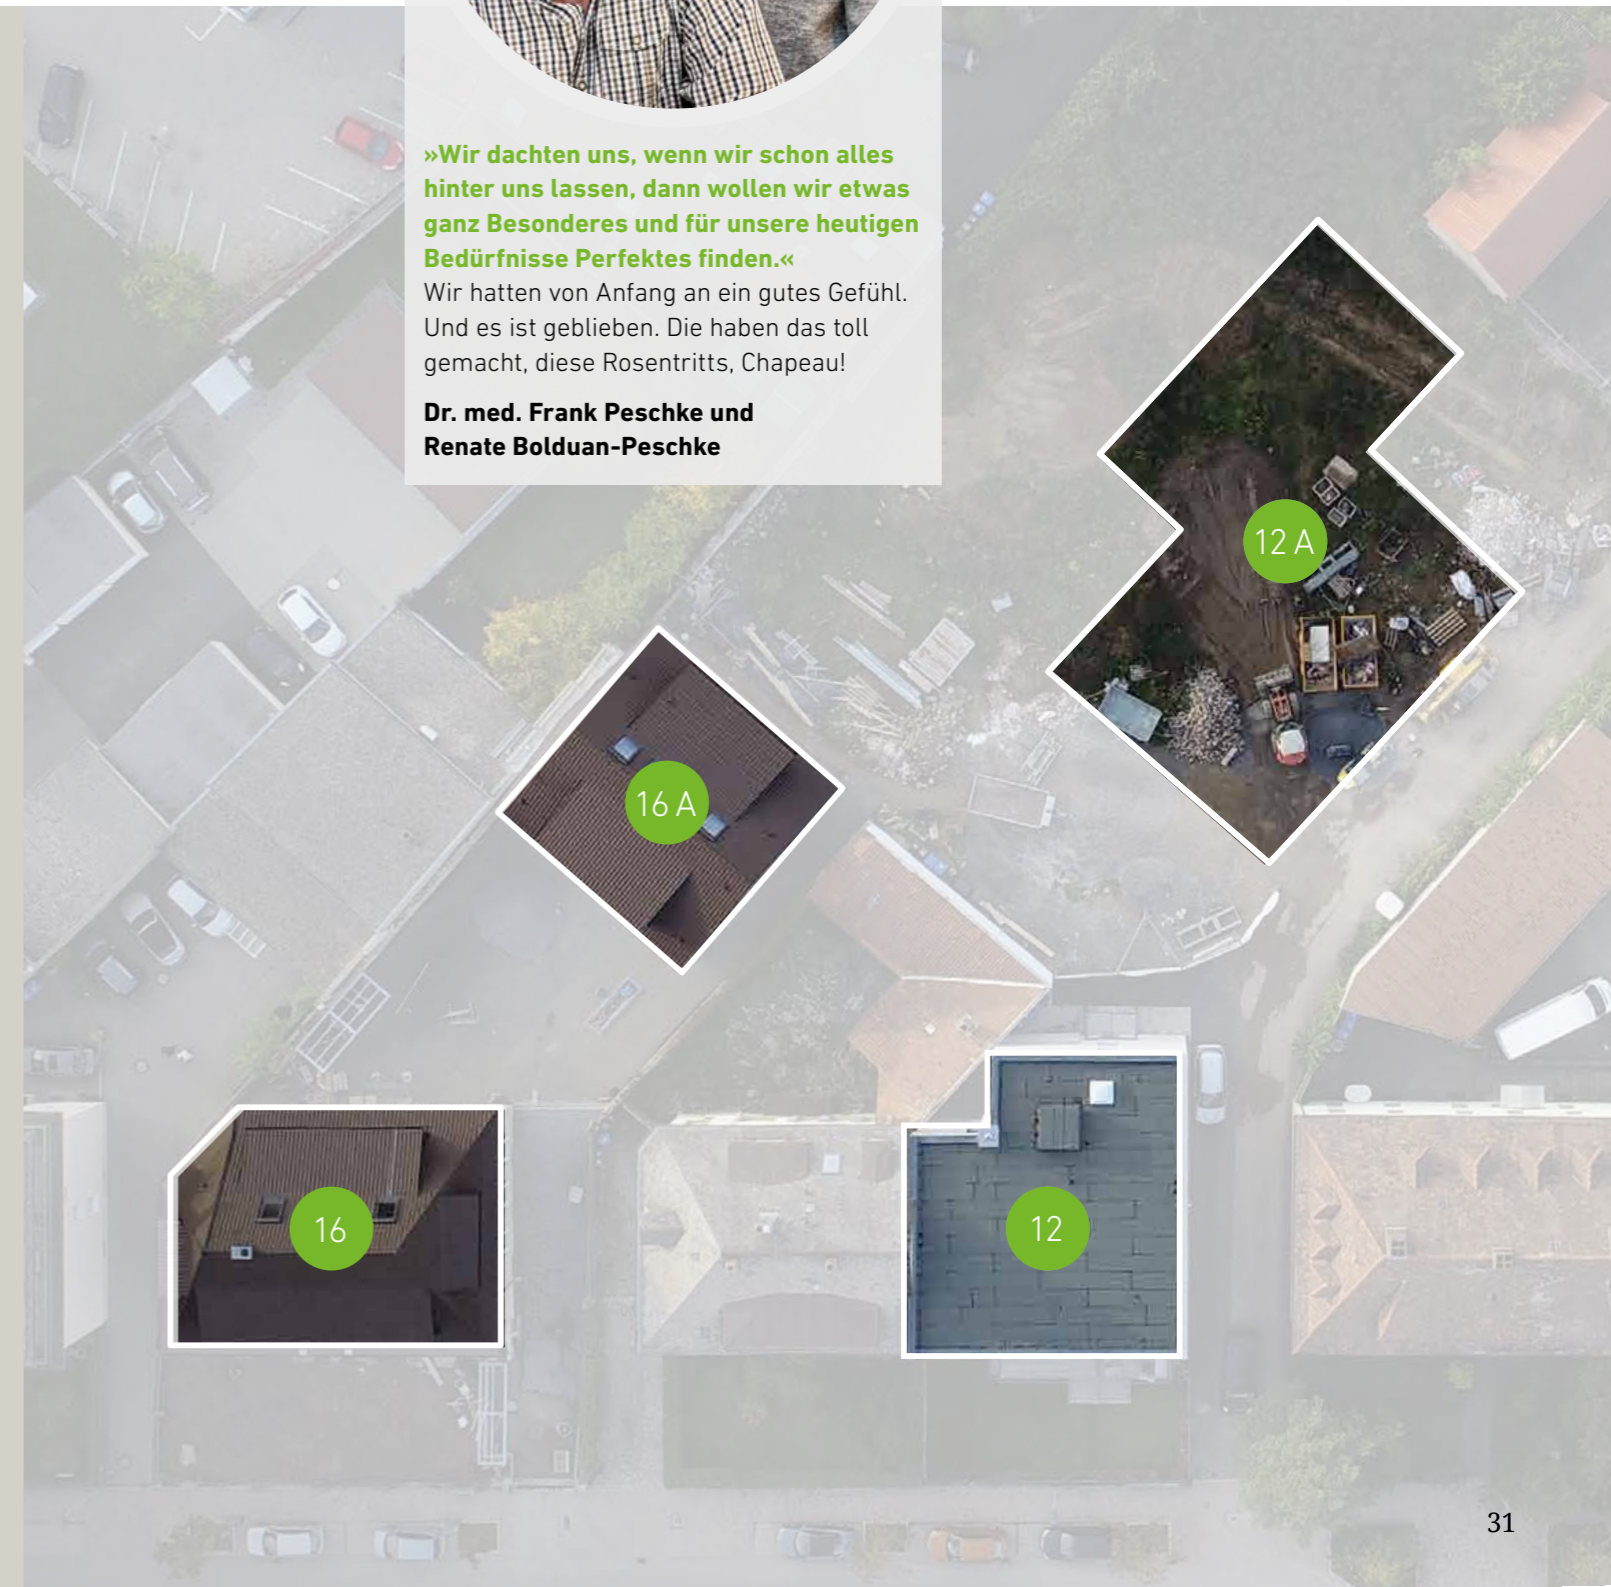 »Wir dachten uns, wenn wir schon alles
hinter uns lassen, dann wollen wir etwas
ganz Besonderes und für unsere heutigen
Bedürfnisse Perfektes finden.«
Wir hatten von Anfang an ein gutes Gefühl.
Und es ist geblieben. Die haben das toll
gemacht, diese Rosentritts, Chapeau!
Dr. med. Frank Peschke und
Renate Bolduan-Peschke
12 A
16 A
16
12
31